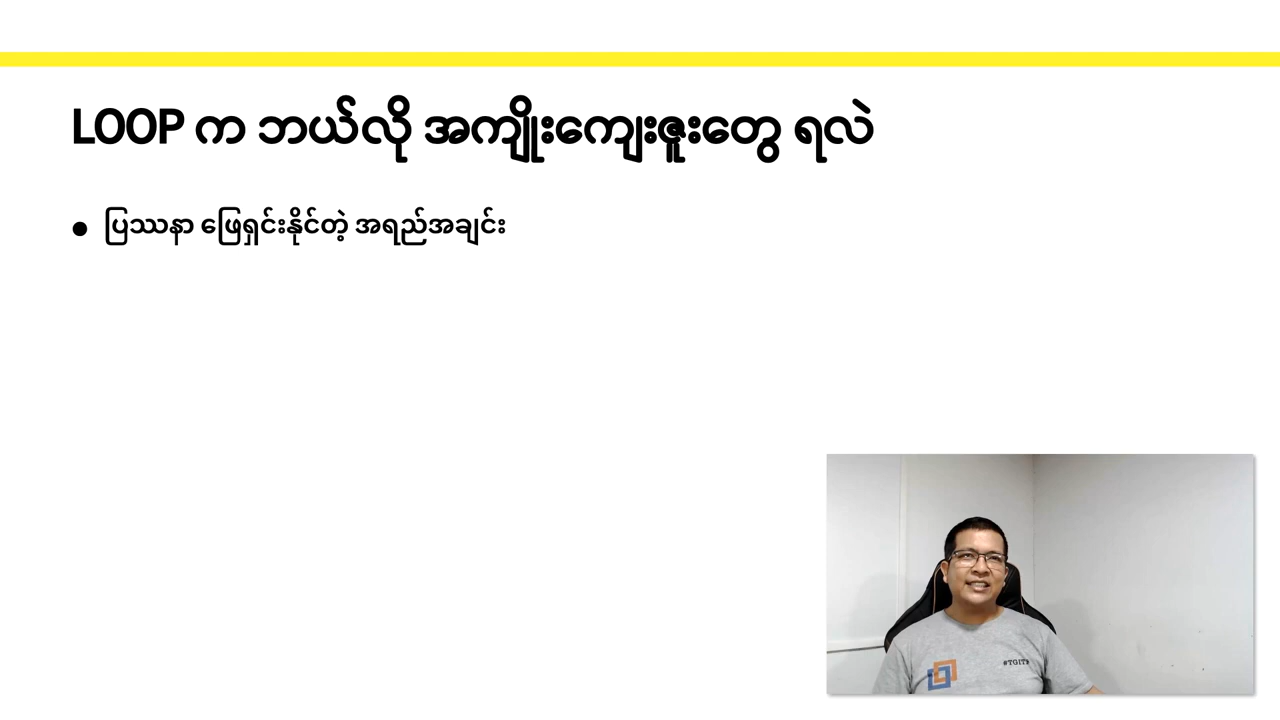 LOOP က ဘယ်လို အကျိုးကျေးဇူးတွေ ရလဲ
• ပြဿနာ ဖြေရှင်းနိုင်တဲ့ အရည်အချင်း
#TGIT#